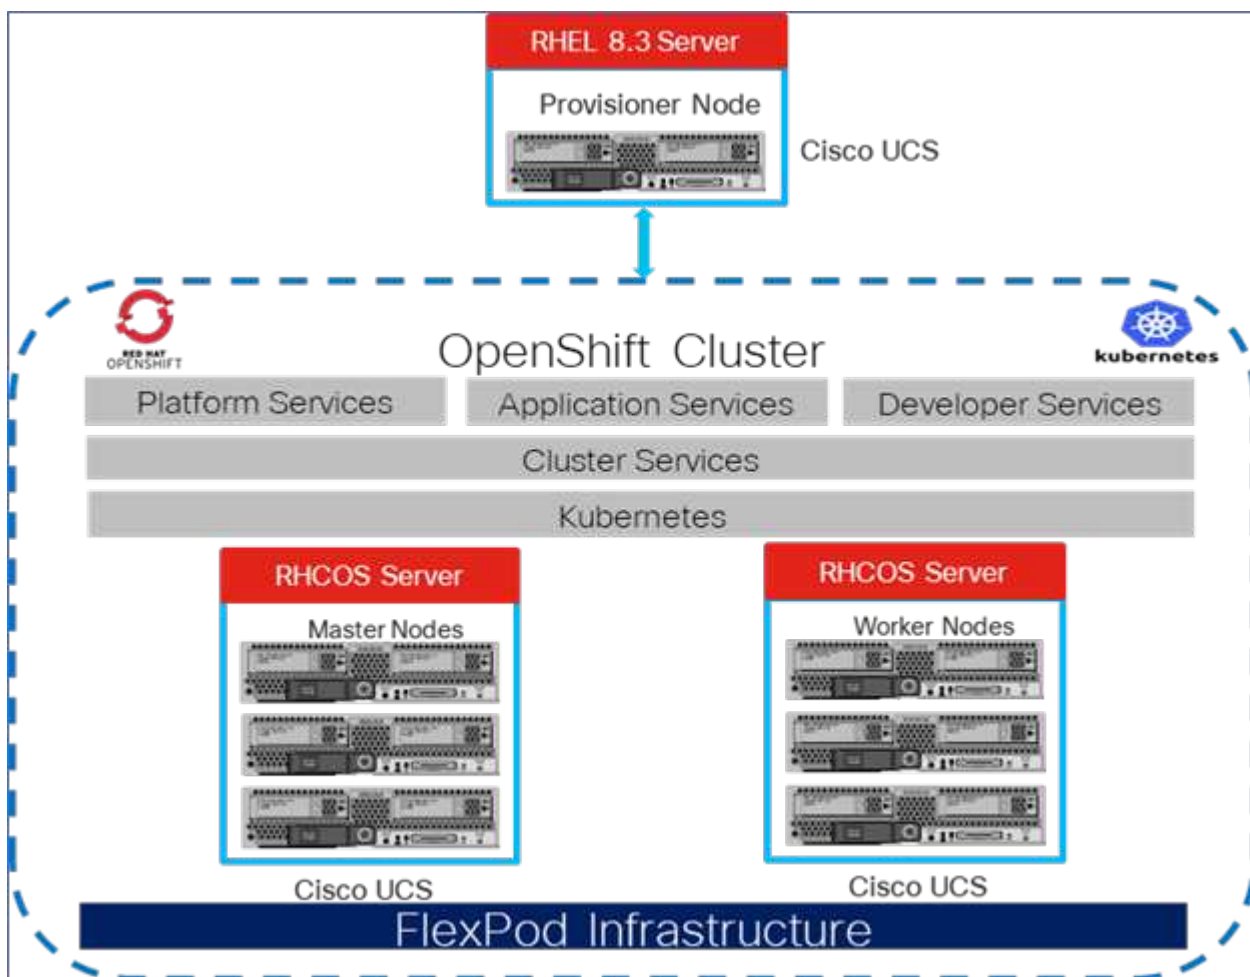 RHEL 8.3 Server
Provisioner Node
Cisco UCS
RED HAT
OPENSHIFT
OpenShift Cluster
kubernetes
Platform Services
Application Services
Developer Services
Cluster Services
Kubernetes
RHCOS Server
Master Nodes
Cisco UCS
RHCOS Server
Worker Nodes
Cisco UCS
FlexPod Infrastructure